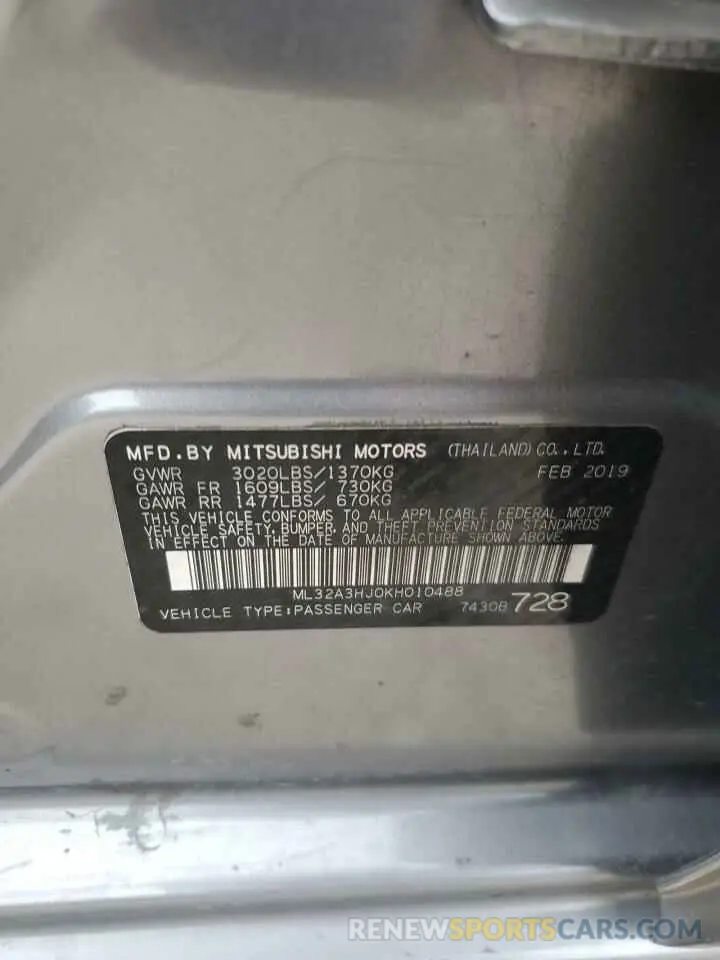 MFD.BY MITSUBISHI MOTORS (THAILAND) CO.,LTD.
GVWR 3020LBS/1370KG FEB 2019
GAWR FR 1609LBS/ 730KG
GAWR RR 1477LBS/ 670KG
THIS VEHICLE CONFORMS TO ALL APPLICABLE FEDERAL MOTOR
VEHICLE SAFETY, BUMPER, AND THEFT PREVENTION STANDARDS
IN EFFECT ON THE DATE OF MANUFACTURE SHOWN ABOVE.
ML32A3HJ0KH010488
VEHICLE TYPE:PASSENGER CAR 7430B 728
RENEWSPORTSCARS.COM